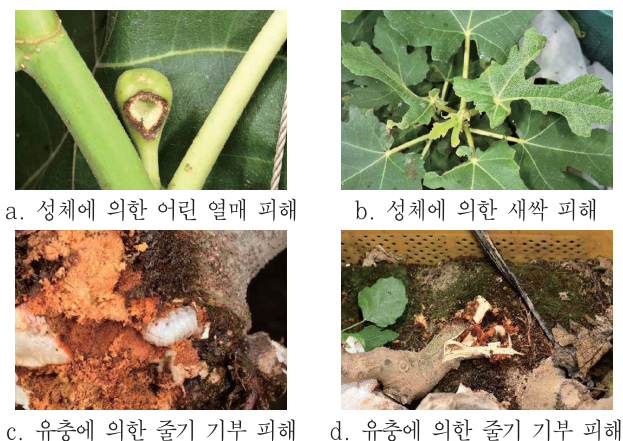 a. 성체에 의한 어린 열매 피해
b. 성체에 의한 새싹 피해
c. 유충에 의한 줄기 기부 피해
d. 유충에 의한 줄기 기부 피해